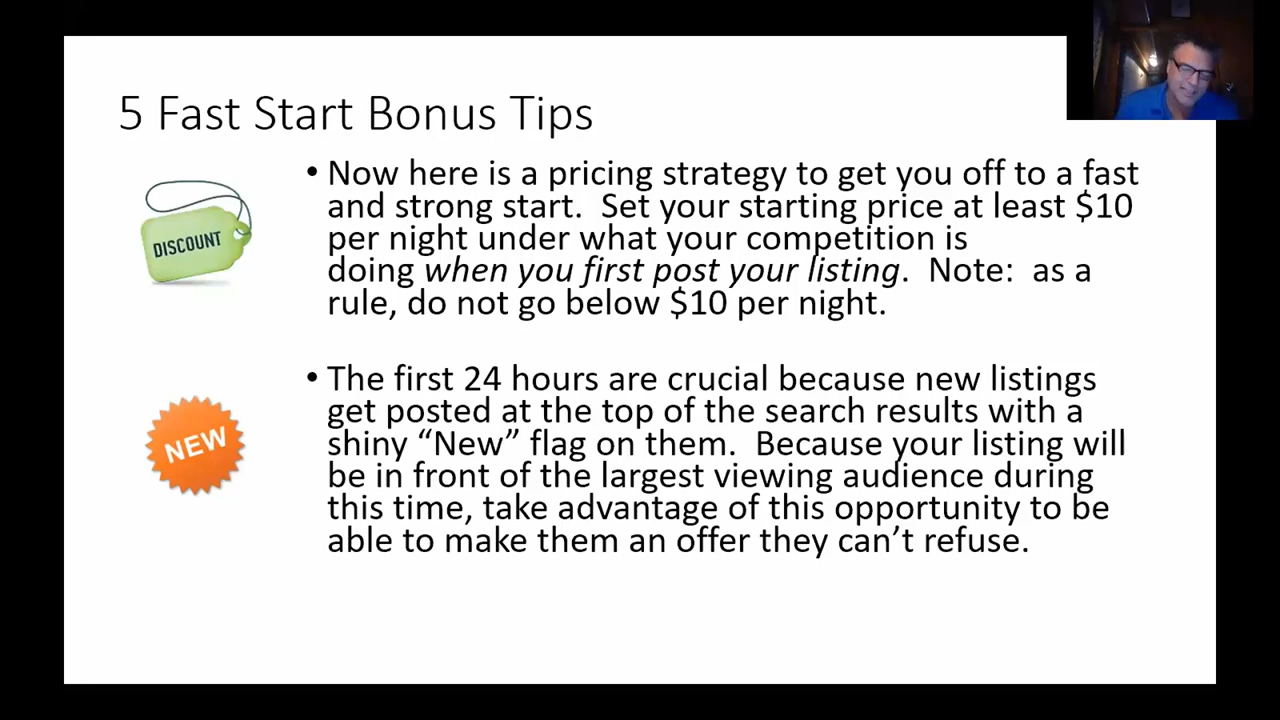 5 Fast Start Bonus Tips
• Now here is a pricing strategy to get you off to a fast
and strong start.  Set your starting price at least $10
per night under what your competition is
doing when you first post your listing.  Note:  as a
rule, do not go below $10 per night.
DISCOUNT
• The first 24 hours are crucial because new listings
get posted at the top of the search results with a
shiny “New” flag on them.  Because your listing will
be in front of the largest viewing audience during
this time, take advantage of this opportunity to be
able to make them an offer they can’t refuse.
NEW